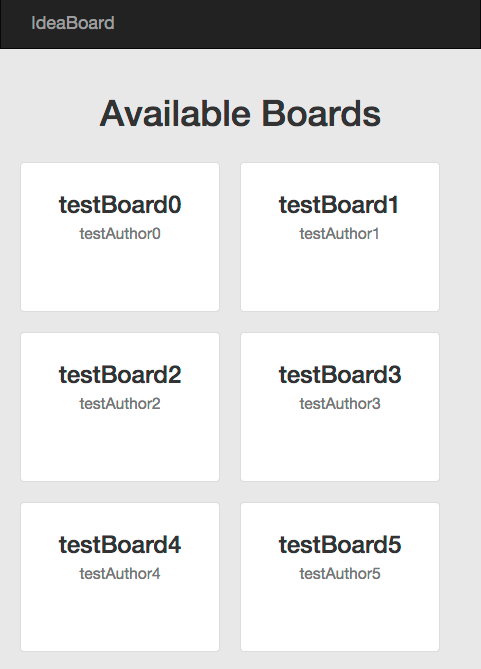 IdeaBoard
Available Boards
testBoard0
testAuthor0
testBoard1
testAuthor1
testBoard2
testAuthor2
testBoard3
testAuthor3
testBoard4
testAuthor4
testBoard5
testAuthor5